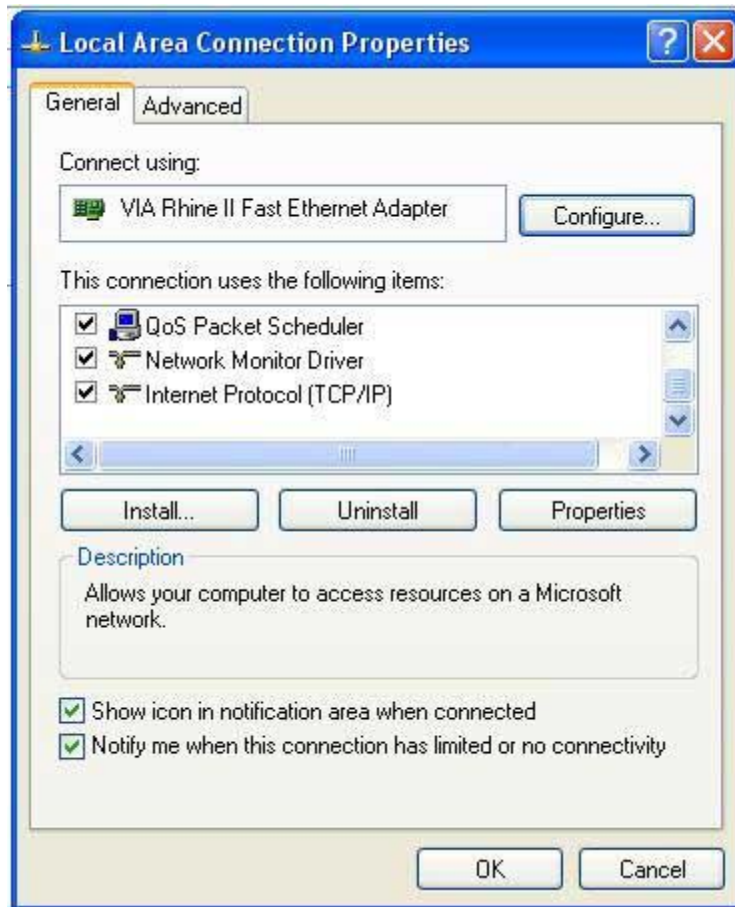 Local Area Connection Properties
General Advanced
Connect using:
VIA Rhine II Fast Ethernet Adapter Configure...
This connection uses the following items:
QoS Packet Scheduler
Network Monitor Driver
Internet Protocol (TCP/IP)
Install... Uninstall Properties
Description
Allows your computer to access resources on a Microsoft
network.
Show icon in notification area when connected
Notify me when this connection has limited or no connectivity
OK Cancel